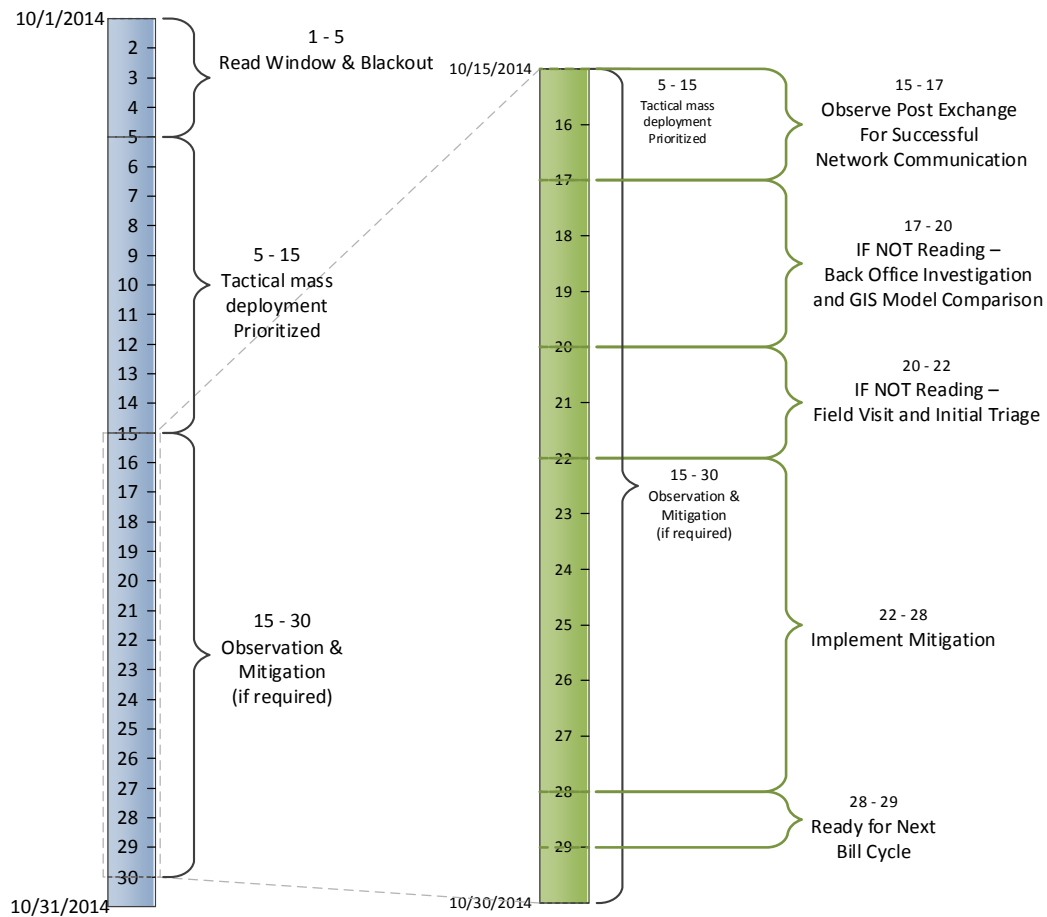 10/1/2014
2
3
4
5
6
7
8
9
10
11
12
13
14
15
16
17
18
19
20
21
22
23
24
25
26
27
28
29
30
10/31/2014
1 - 5
Read Window & Blackout
5 - 15
Tactical mass
deployment
Prioritized
15 - 30
Observation &
Mitigation
(if required)
10/15/2014
16
17
18
19
20
21
22
23
24
25
26
27
28
29
10/30/2014
5 - 15
Tactical mass
deployment
Prioritized
15 - 30
Observation &
Mitigation
(if required)
15 - 17
Observe Post Exchange
For Successful
Network Communication
17 - 20
IF NOT Reading –
Back Office Investigation
and GIS Model Comparison
20 - 22
IF NOT Reading –
Field Visit and Initial Triage
22 - 28
Implement Mitigation
28 - 29
Ready for Next
Bill Cycle